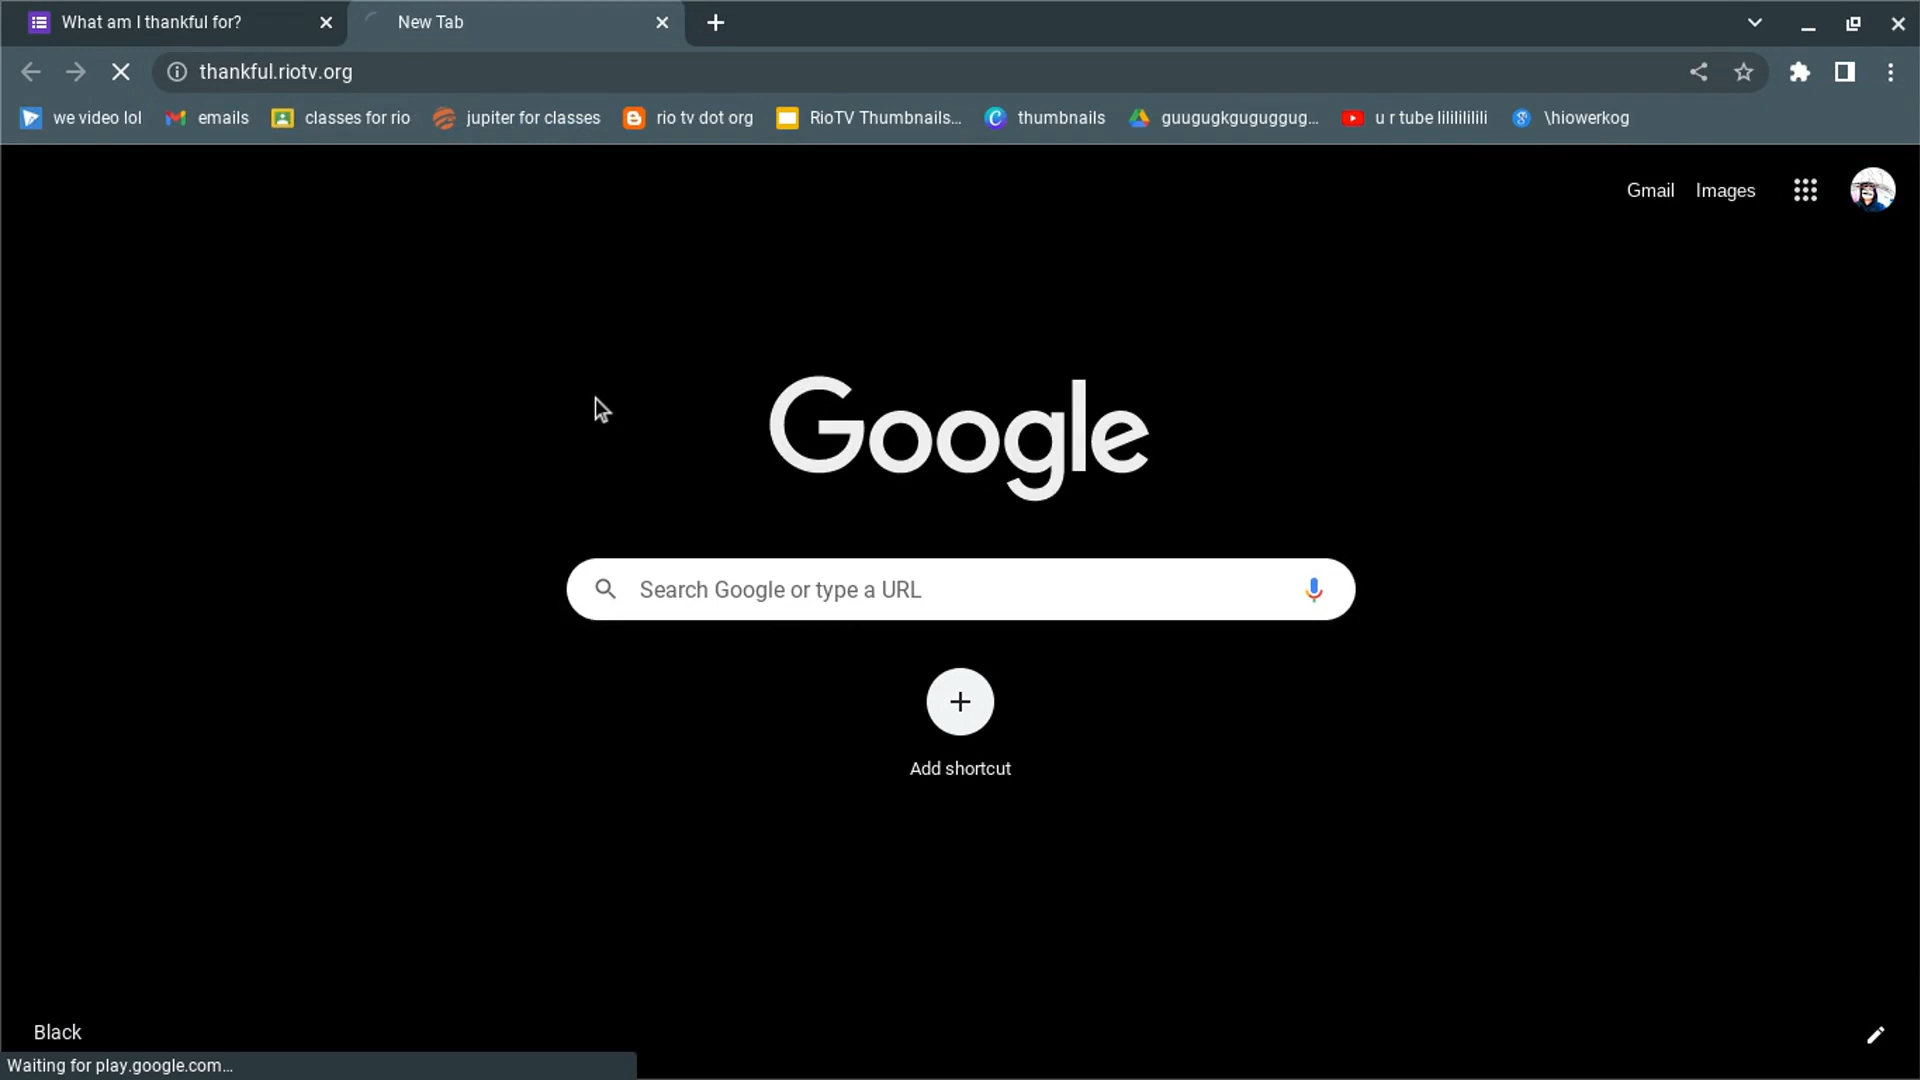 What am I thankful for?
New Tab
thankful.riotv.org
we video lol
emails
classes for rio
jupiter for classes
rio tv dot org
RioTV Thumbnails...
thumbnails
guugugkguguggug...
u r tube lililililili
\hiowerkog
Gmail
Images
Google
Search Google or type a URL
Add shortcut
Black
Waiting for play.google.com...